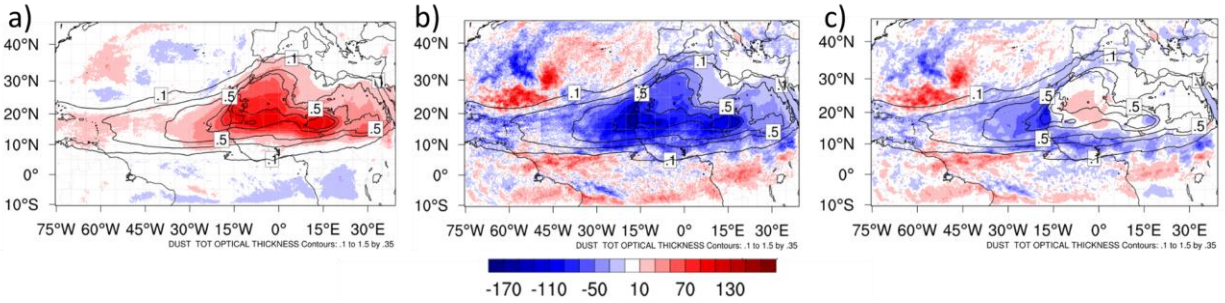 a) b) c)
40°N 40°N 40°N
30°N 30°N 30°N
20°N 20°N 20°N
10°N 10°N 10°N
0° 0° 0°
10°S 10°S 10°S
.1 .5 .1 .5 .5 .5 .1
.1 .5 .1 .5 .5 .5 .1
.1 .5 .1 .5 .5 .5 .1
75°W 60°W 45°W 30°W 15°W 0° 15°E 30°E 75°W 60°W 45°W 30°W 15°W 0° 15°E 30°E 75°W 60°W 45°W 30°W 15°W 0° 15°E 30°E
DUST TOT OPTICAL THICKNESS Contours: .1 to 1.5 by .35 DUST TOT OPTICAL THICKNESS Contours: .1 to 1.5 by .35 DUST TOT OPTICAL THICKNESS Contours: .1 to 1.5 by .35
-170 -110 -50 10 70 130